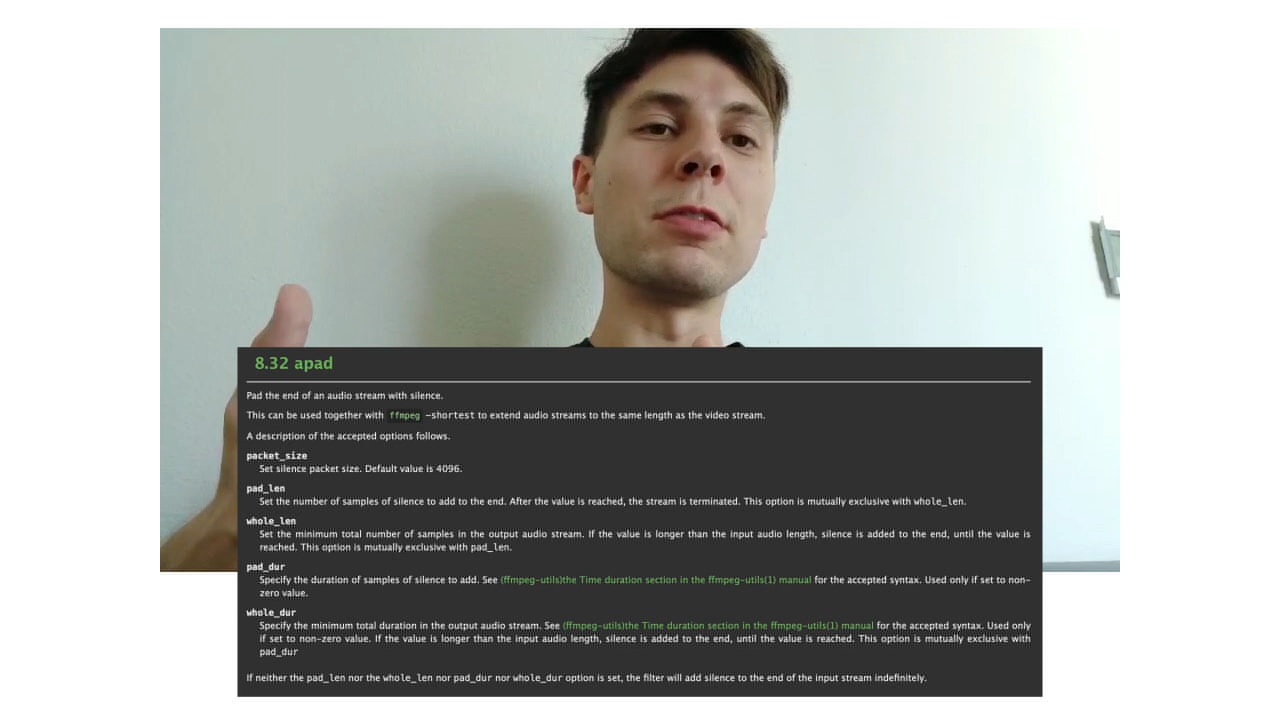 8.32 apad
Pad the end of an audio stream with silence.
This can be used together with ffmpeg -shortest to extend audio streams to the same length as the video stream.
A description of the accepted options follows.
packet_size
Set silence packet size. Default value is 4096.
pad_len
Set the number of samples of silence to add to the end. After the value is reached, the stream is terminated. This option is mutually exclusive with whole_len.
whole_len
Set the minimum total number of samples in the output audio stream. If the value is longer than the input audio length, silence is added to the end, until the value is
reached. This option is mutually exclusive with pad_len.
pad_dur
Specify the duration of samples of silence to add. See (ffmpeg-utils)the Time duration section in the ffmpeg-utils(1) manual for the accepted syntax. Used only if set to non-
zero value.
whole_dur
Specify the minimum total duration in the output audio stream. See (ffmpeg-utils)the Time duration section in the ffmpeg-utils(1) manual for the accepted syntax. Used only
if set to non-zero value. If the value is longer than the input audio length, silence is added to the end, until the value is reached. This option is mutually exclusive with
pad_dur
If neither the pad_len nor the whole_len nor pad_dur nor whole_dur option is set, the filter will add silence to the end of the input stream indefinitely.